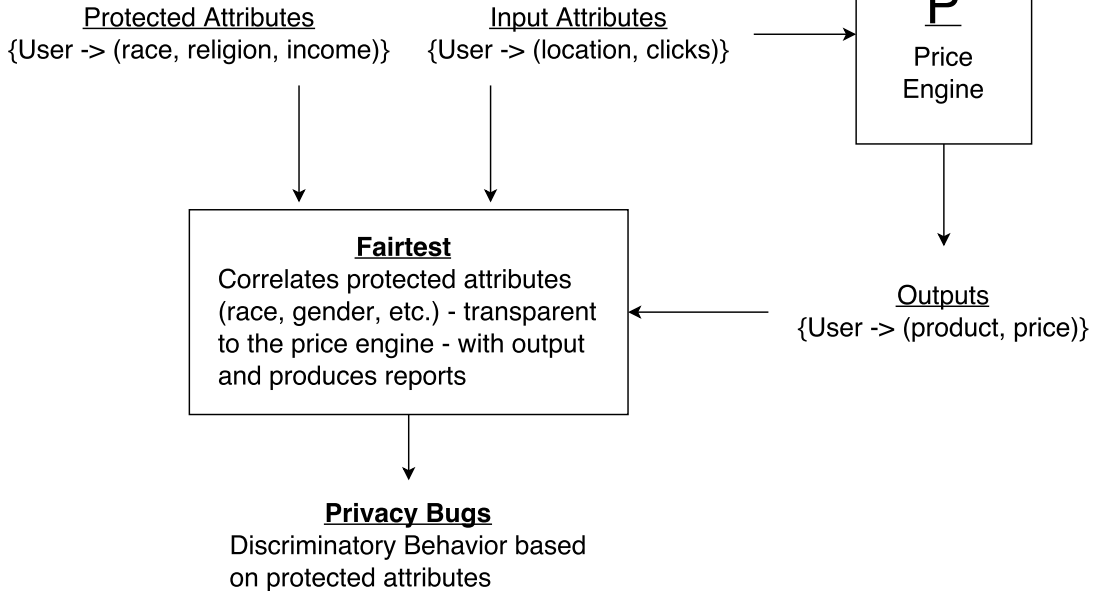 Protected Attributes
{User -> (race, religion, income)}
Input Attributes
{User -> (location, clicks)}
P
Price
Engine
Fairtest
Correlates protected attributes
(race, gender, etc.) - transparent
to the price engine - with output
and produces reports
Outputs
{User -> (product, price)}
Privacy Bugs
Discriminatory Behavior based
on protected attributes